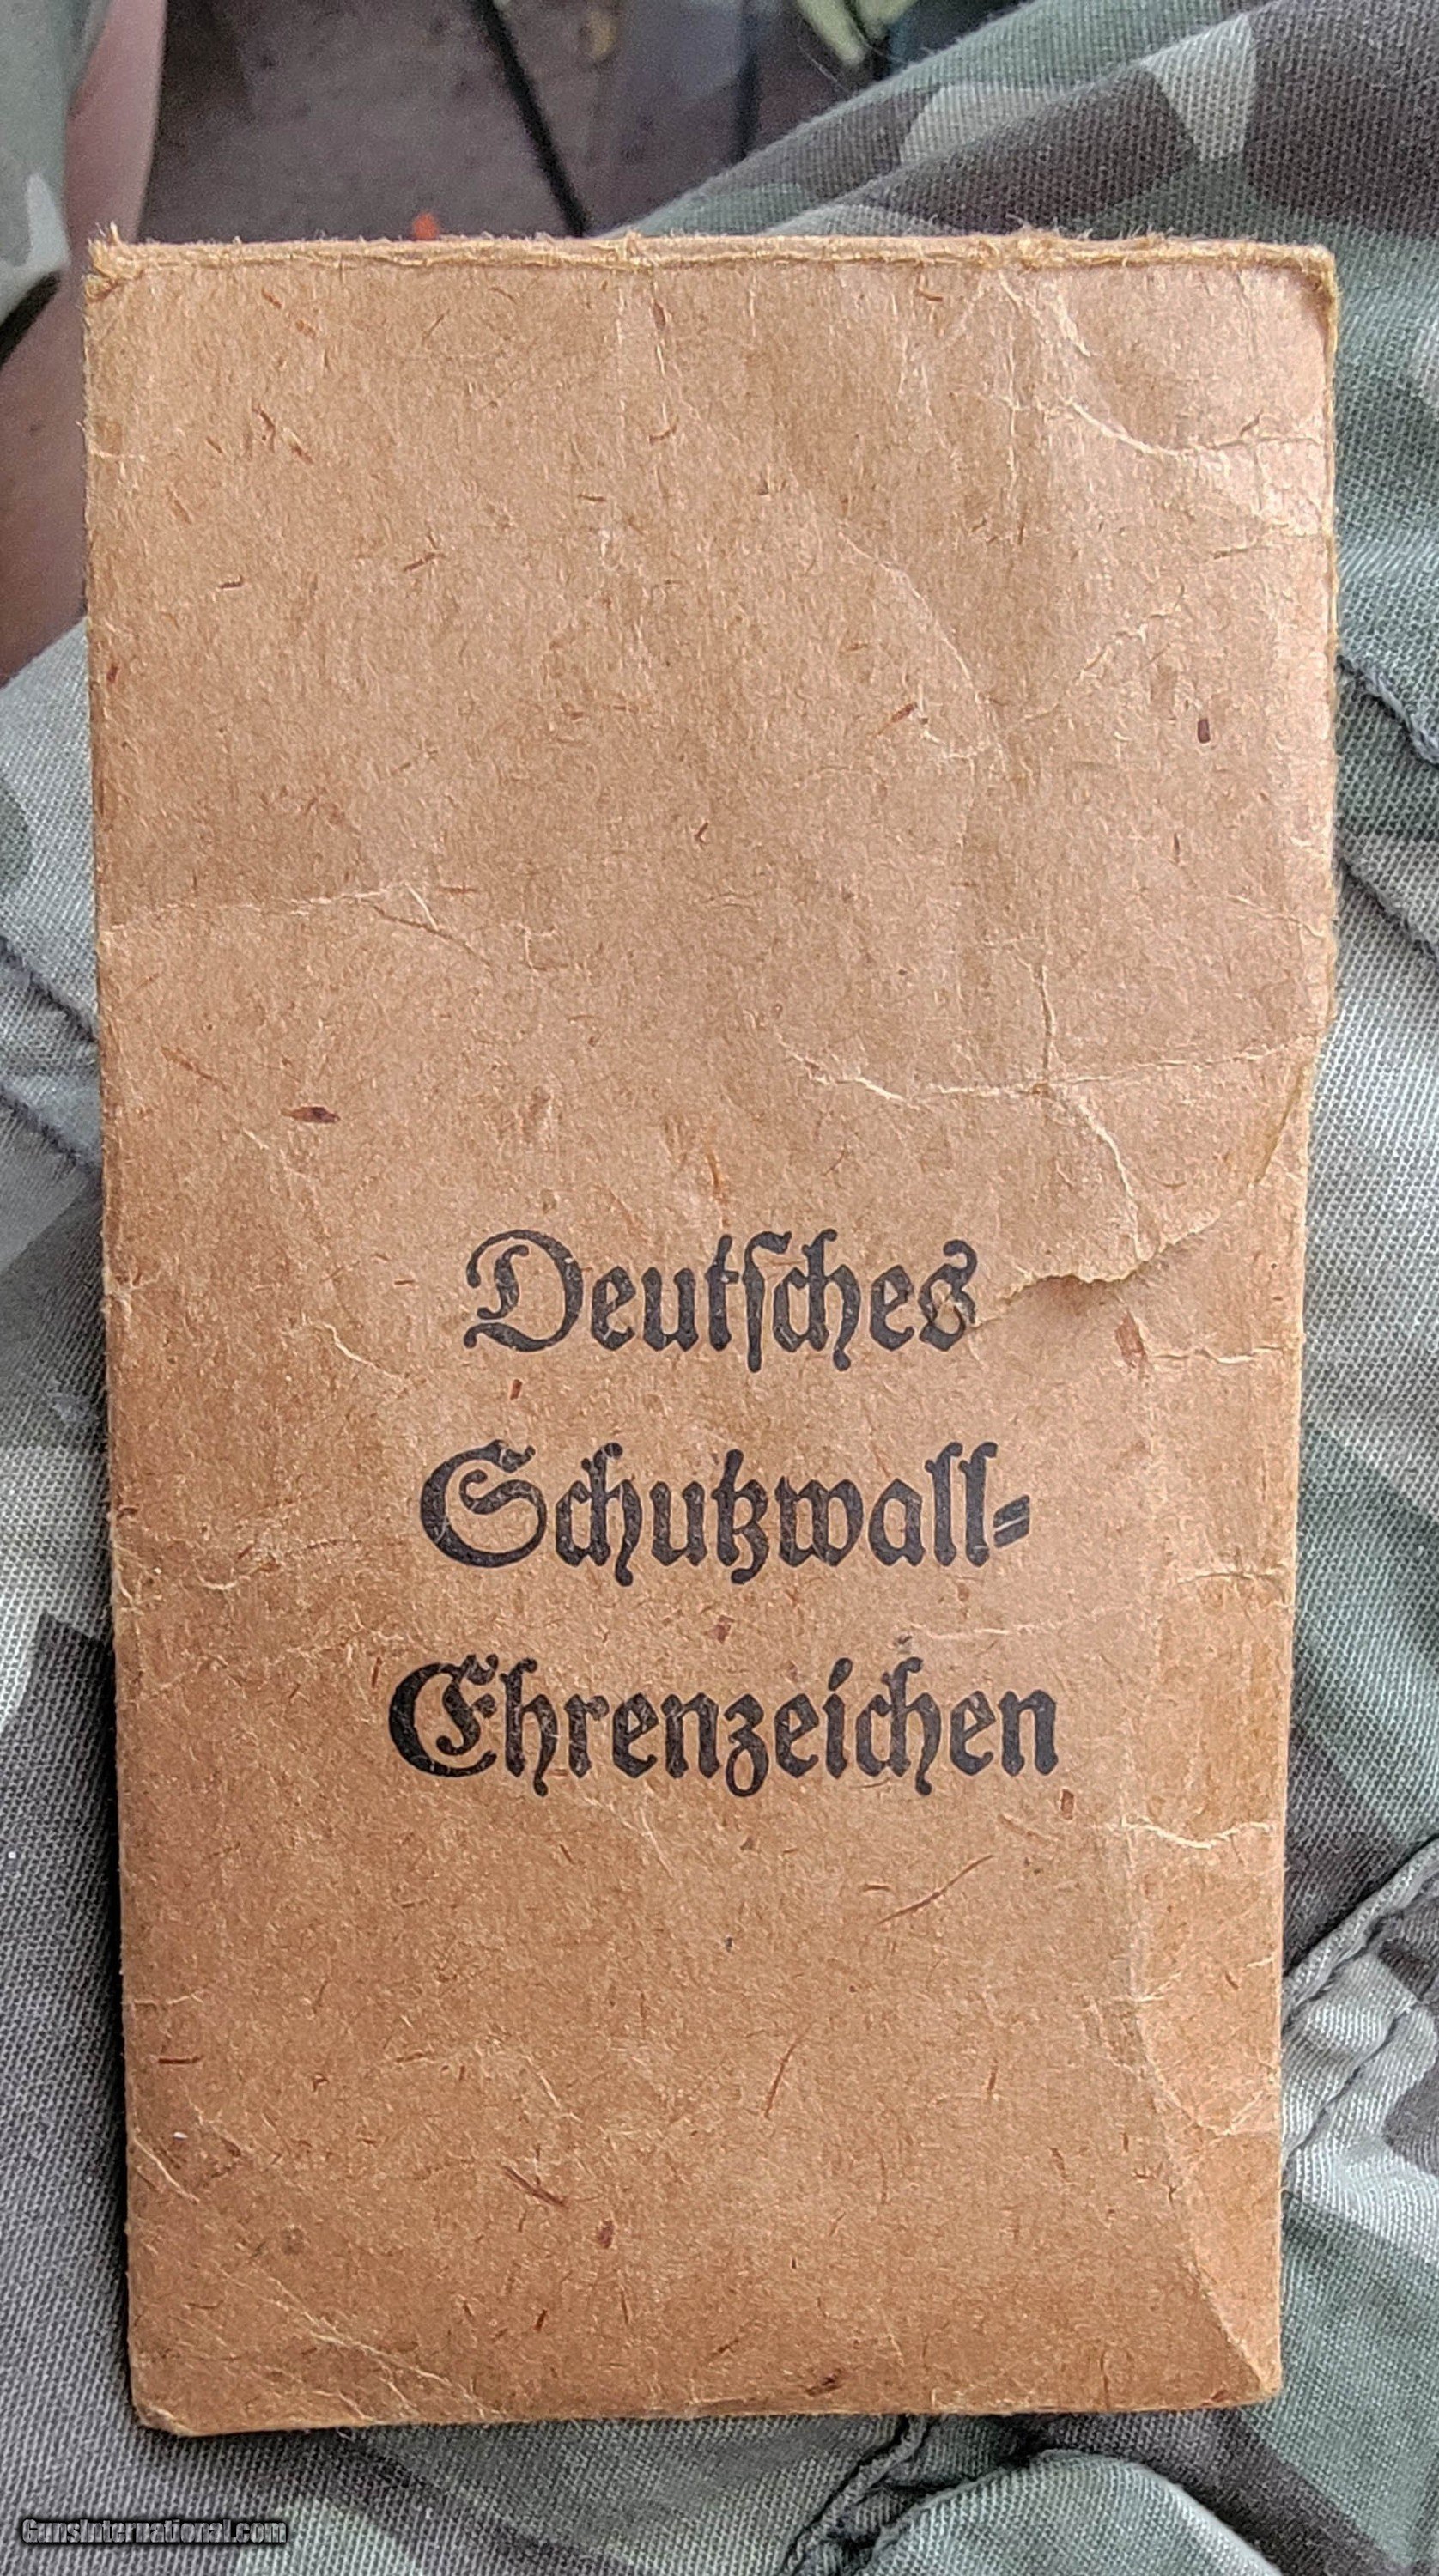 Deutſches
Schutzwall-
Ehrenzeichen
GunsInternational.com